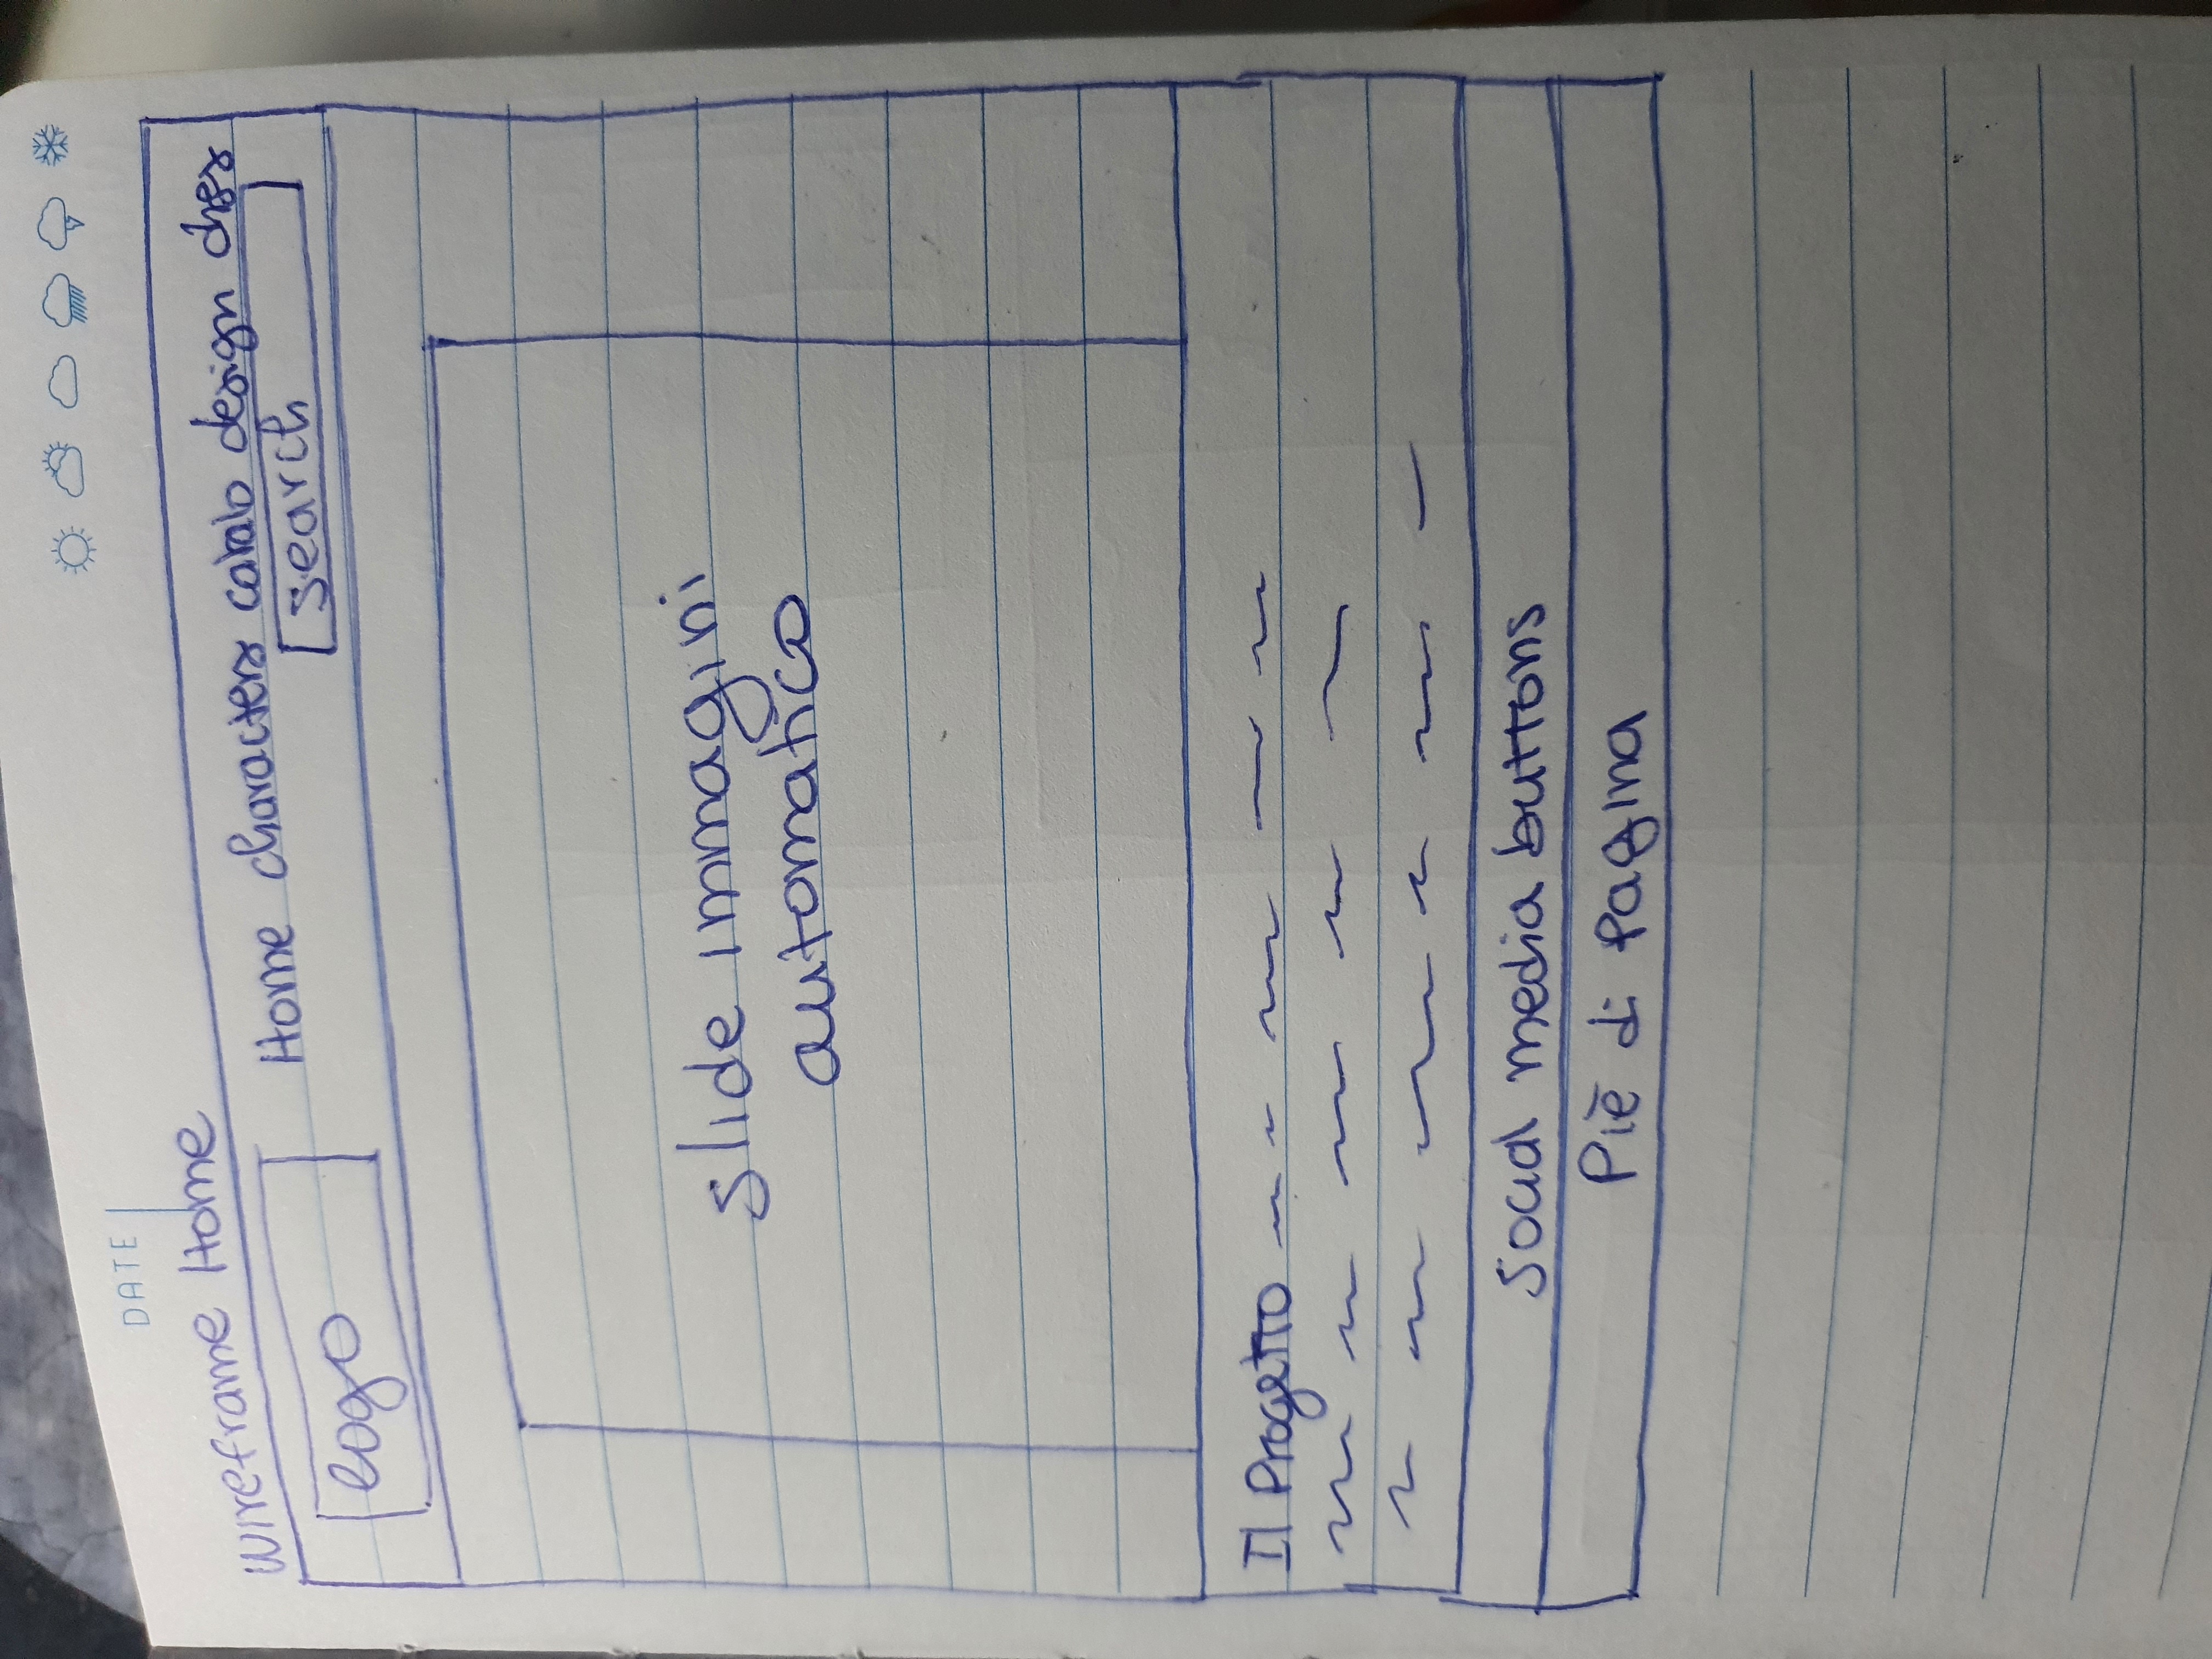 DATE
Wireframe Home
Home characters catalo design
search
logo
slide immagini
automatico
Il Progetto
Social media buttons
Piè di Pagina